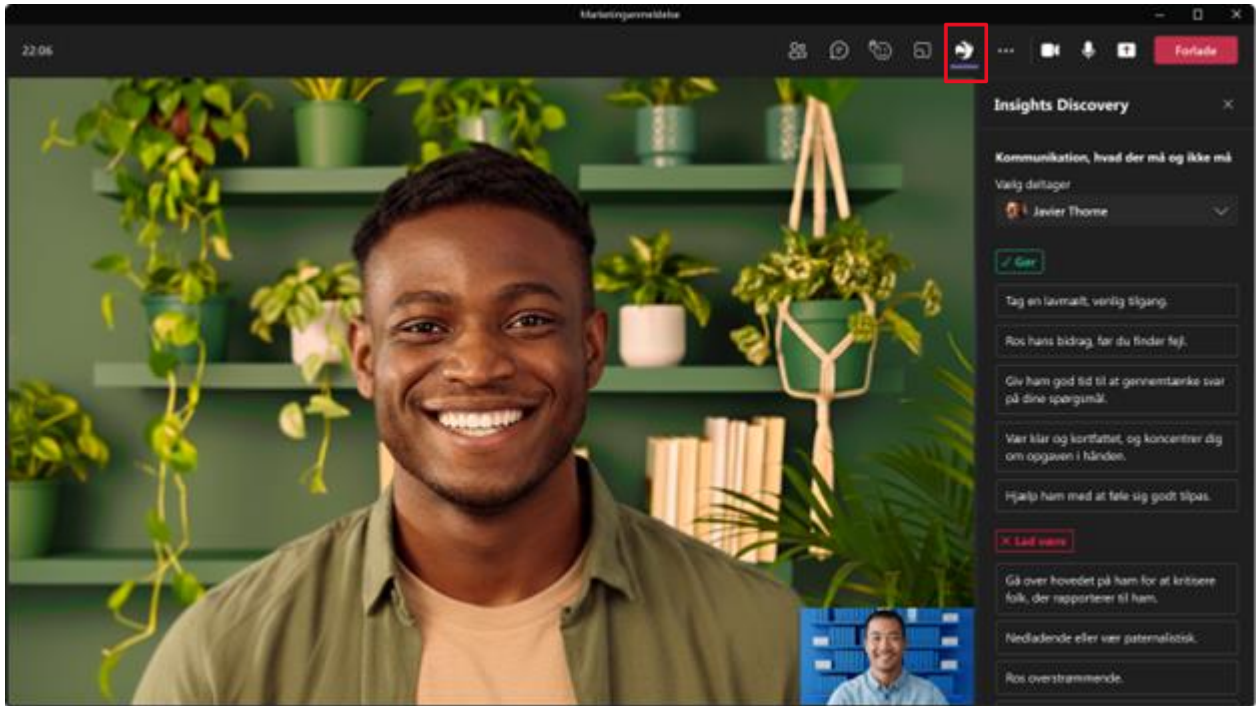 Marketinganmeldelse
22:06
Forlade
Insights Discovery
Kommunikation, hvad der må og ikke må
Vælg deltager
Javier Thorne
✓ Gør
Tag en lavmælt, venlig tilgang.
Ros hans bidrag, før du finder fejl.
Giv ham god tid til at gennemtænke svar
på dine spørgsmål.
Vær klar og kortfattet, og koncentrer dig
om opgaven i hånden.
Hjælp ham med at føle sig godt tilpas.
✕ Lad være
Gå over hovedet på ham for at kritisere
folk, der rapporterer til ham.
Nedladende eller vær paternalistisk.
Ros overstrømmende.